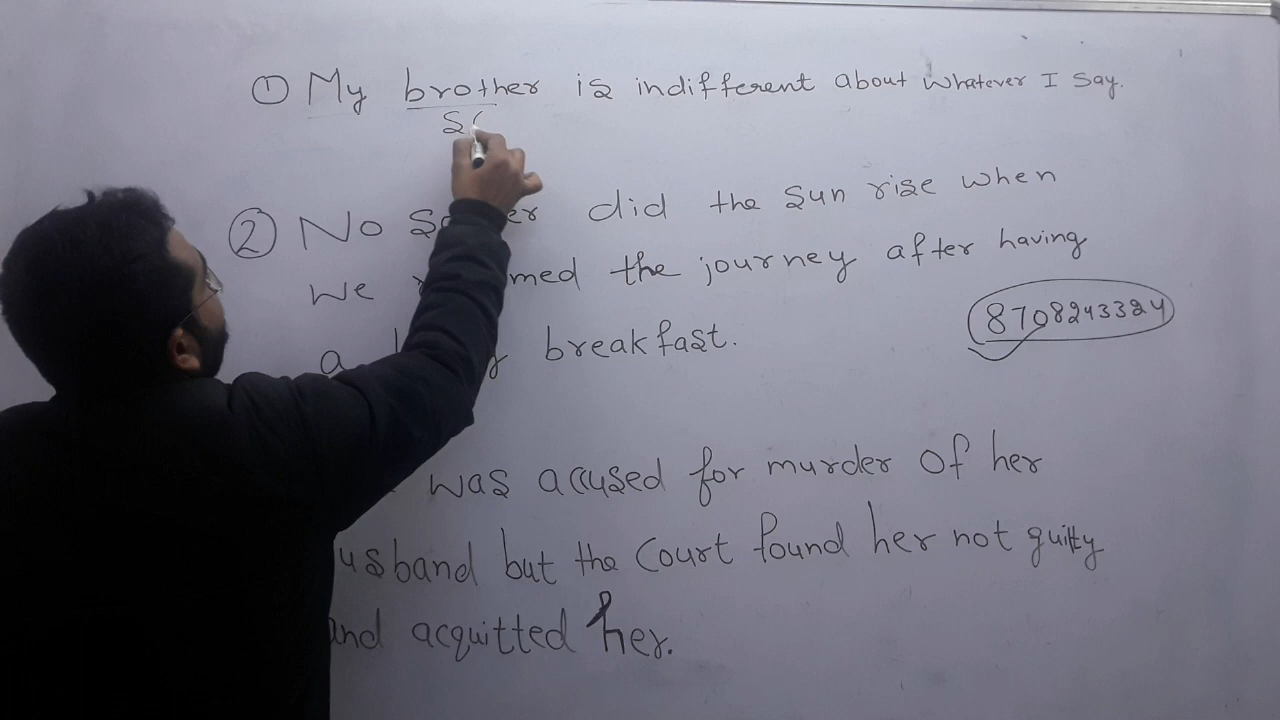 ① My brother is indifferent about whatever I say.
S(
② No er did the sun rise when
we med the journey after having
a breakfast.
8708243324
was accused for murder of her
usband but the Court found her not guilty
and acquitted her.